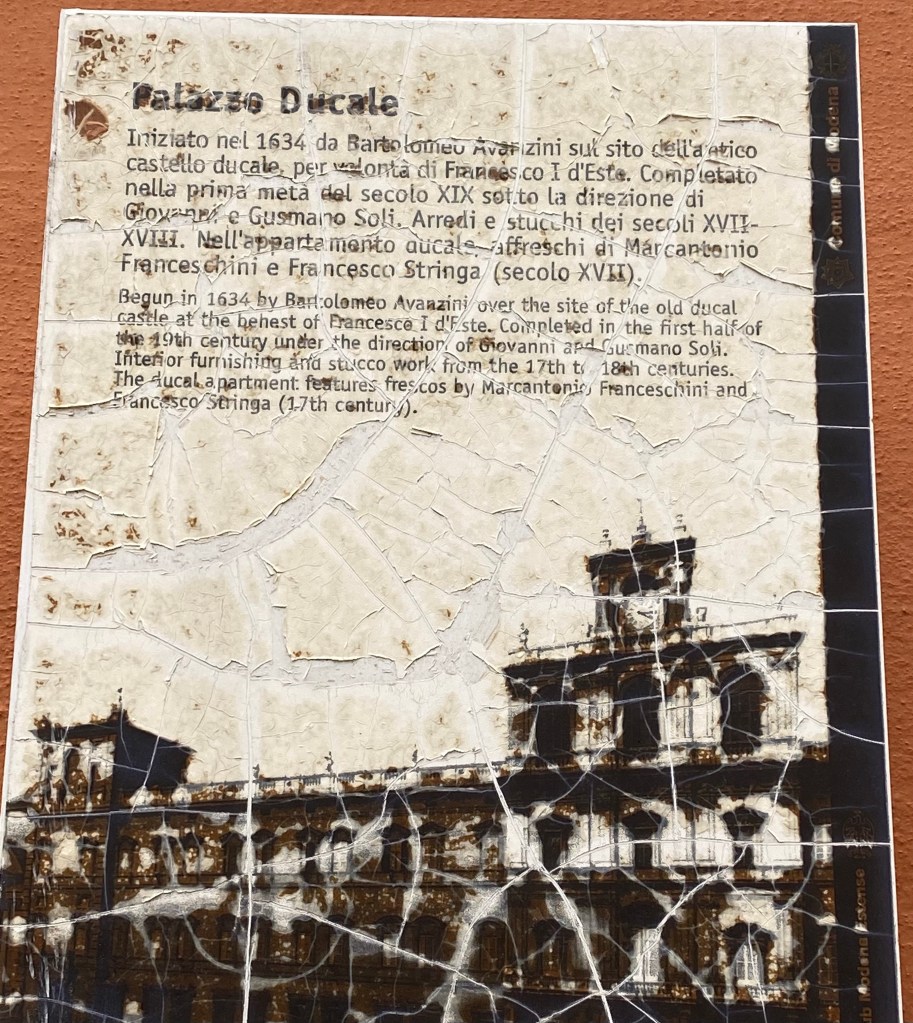 Palazzo Ducale
Iniziato nel 1634 da Bartolomeo Avanzini sul sito dell'antico
castello ducale, per volontà di Francesco I d'Este. Completato
nella prima metà del secolo XIX sotto la direzione di
Giovanni e Gusmano Soli. Arredi e stucchi dei secoli XVII-
XVIII. Nell'appartamento ducale, affreschi di Marcantonio
Franceschini e Francesco Stringa (secolo XVII).
Begun in 1634 by Bartolomeo Avanzini over the site of the old ducal
castle at the behest of Francesco I d'Este. Completed in the first half of
the 19th century under the direction of Giovanni and Gusmano Soli.
Interior furnishing and stucco work from the 17th to 18th centuries.
The ducal apartment features frescos by Marcantonio Franceschini and
Francesco Stringa (17th century).
Comune di Modena
Modena Estense